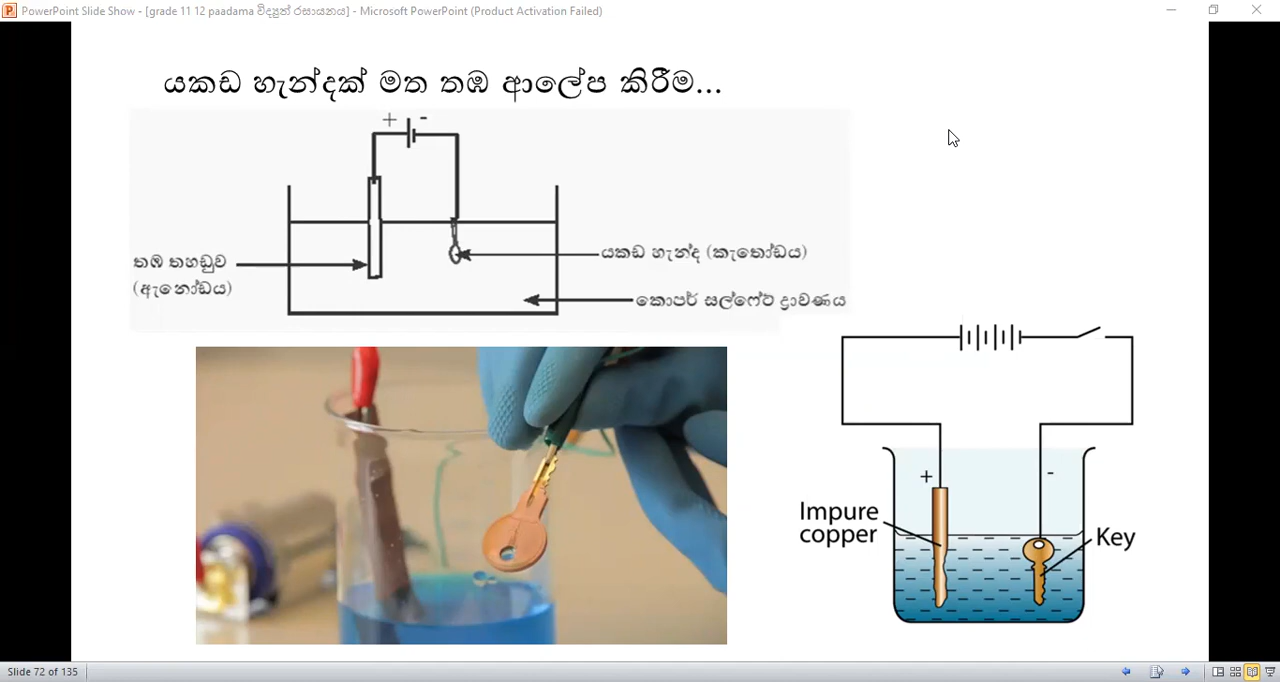 PowerPoint Slide Show - [grade 11 12 paadama විද්‍යුත් රසායනය] - Microsoft PowerPoint (Product Activation Failed)
යකඩ හැන්දක් මත තඹ ආලේප කිරීම...
+ -
තඹ තහඩුව
(ඇනෝඩය)
යකඩ හැන්ද (කැතෝඩය)
කොපර් සල්ෆේට් ද්‍රාවණය
+ -
Impure
copper
Key
Slide 72 of 135